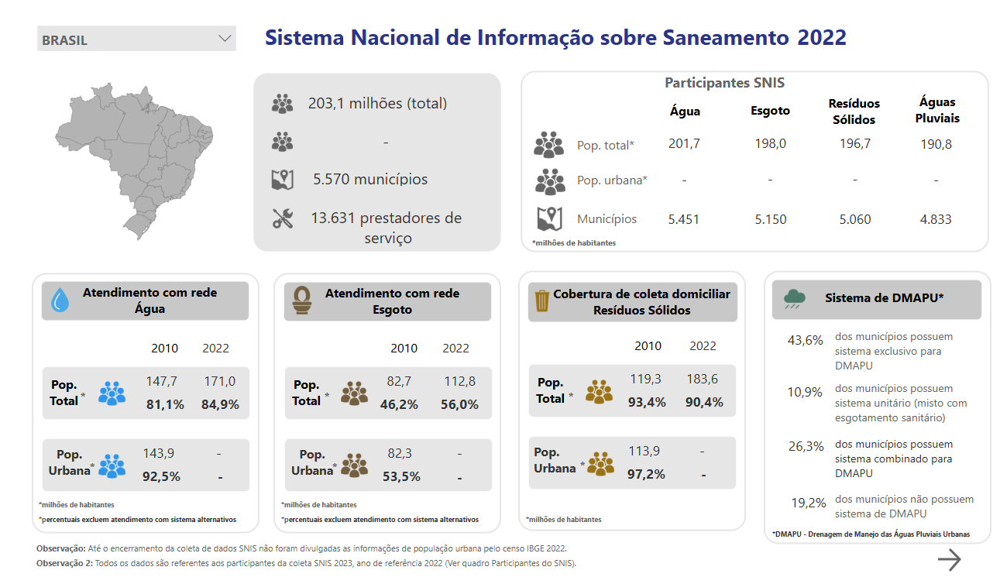 BRASIL
Sistema Nacional de Informação sobre Saneamento 2022
203,1 milhões (total)
-
5.570 municípios
13.631 prestadores de
serviço
Participantes SNIS
Água Esgoto Resíduos Sólidos Águas Pluviais
Pop. total* 201,7 198,0 196,7 190,8
Pop. urbana* - - - -
Municípios 5.451 5.150 5.060 4.833
*milhões de habitantes
Atendimento com rede
Água
2010 2022
Pop. Total * 147,7 171,0
81,1% 84,9%
Pop. Urbana * 143,9 -
92,5% -
*milhões de habitantes
*percentuais excluem atendimento com sistema alternativos
Atendimento com rede
Esgoto
2010 2022
Pop. Total * 82,7 112,8
46,2% 56,0%
Pop. Urbana * 82,3 -
53,5% -
*milhões de habitantes
*percentuais excluem atendimento com sistema alternativos
Cobertura de coleta domiciliar
Resíduos Sólidos
2010 2022
Pop. Total * 119,3 183,6
93,4% 90,4%
Pop. Urbana * 113,9 -
97,2% -
*milhões de habitantes
Sistema de DMAPU*
43,6% dos municípios possuem
sistema exclusivo para
DMAPU
10,9% dos municípios possuem
sistema unitário (misto com
esgotamento sanitário)
26,3% dos municípios possuem
sistema combinado para
DMAPU
19,2% dos municípios não possuem
sistema de DMAPU
*DMAPU - Drenagem de Manejo das Águas Pluviais Urbanas
Observação: Até o encerramento da coleta de dados SNIS não foram divulgadas as informações de população urbana pelo censo IBGE 2022.
Observação 2: Todos os dados são referentes aos participantes da coleta SNIS 2023, ano de referência 2022 (Ver quadro Participantes do SNIS).